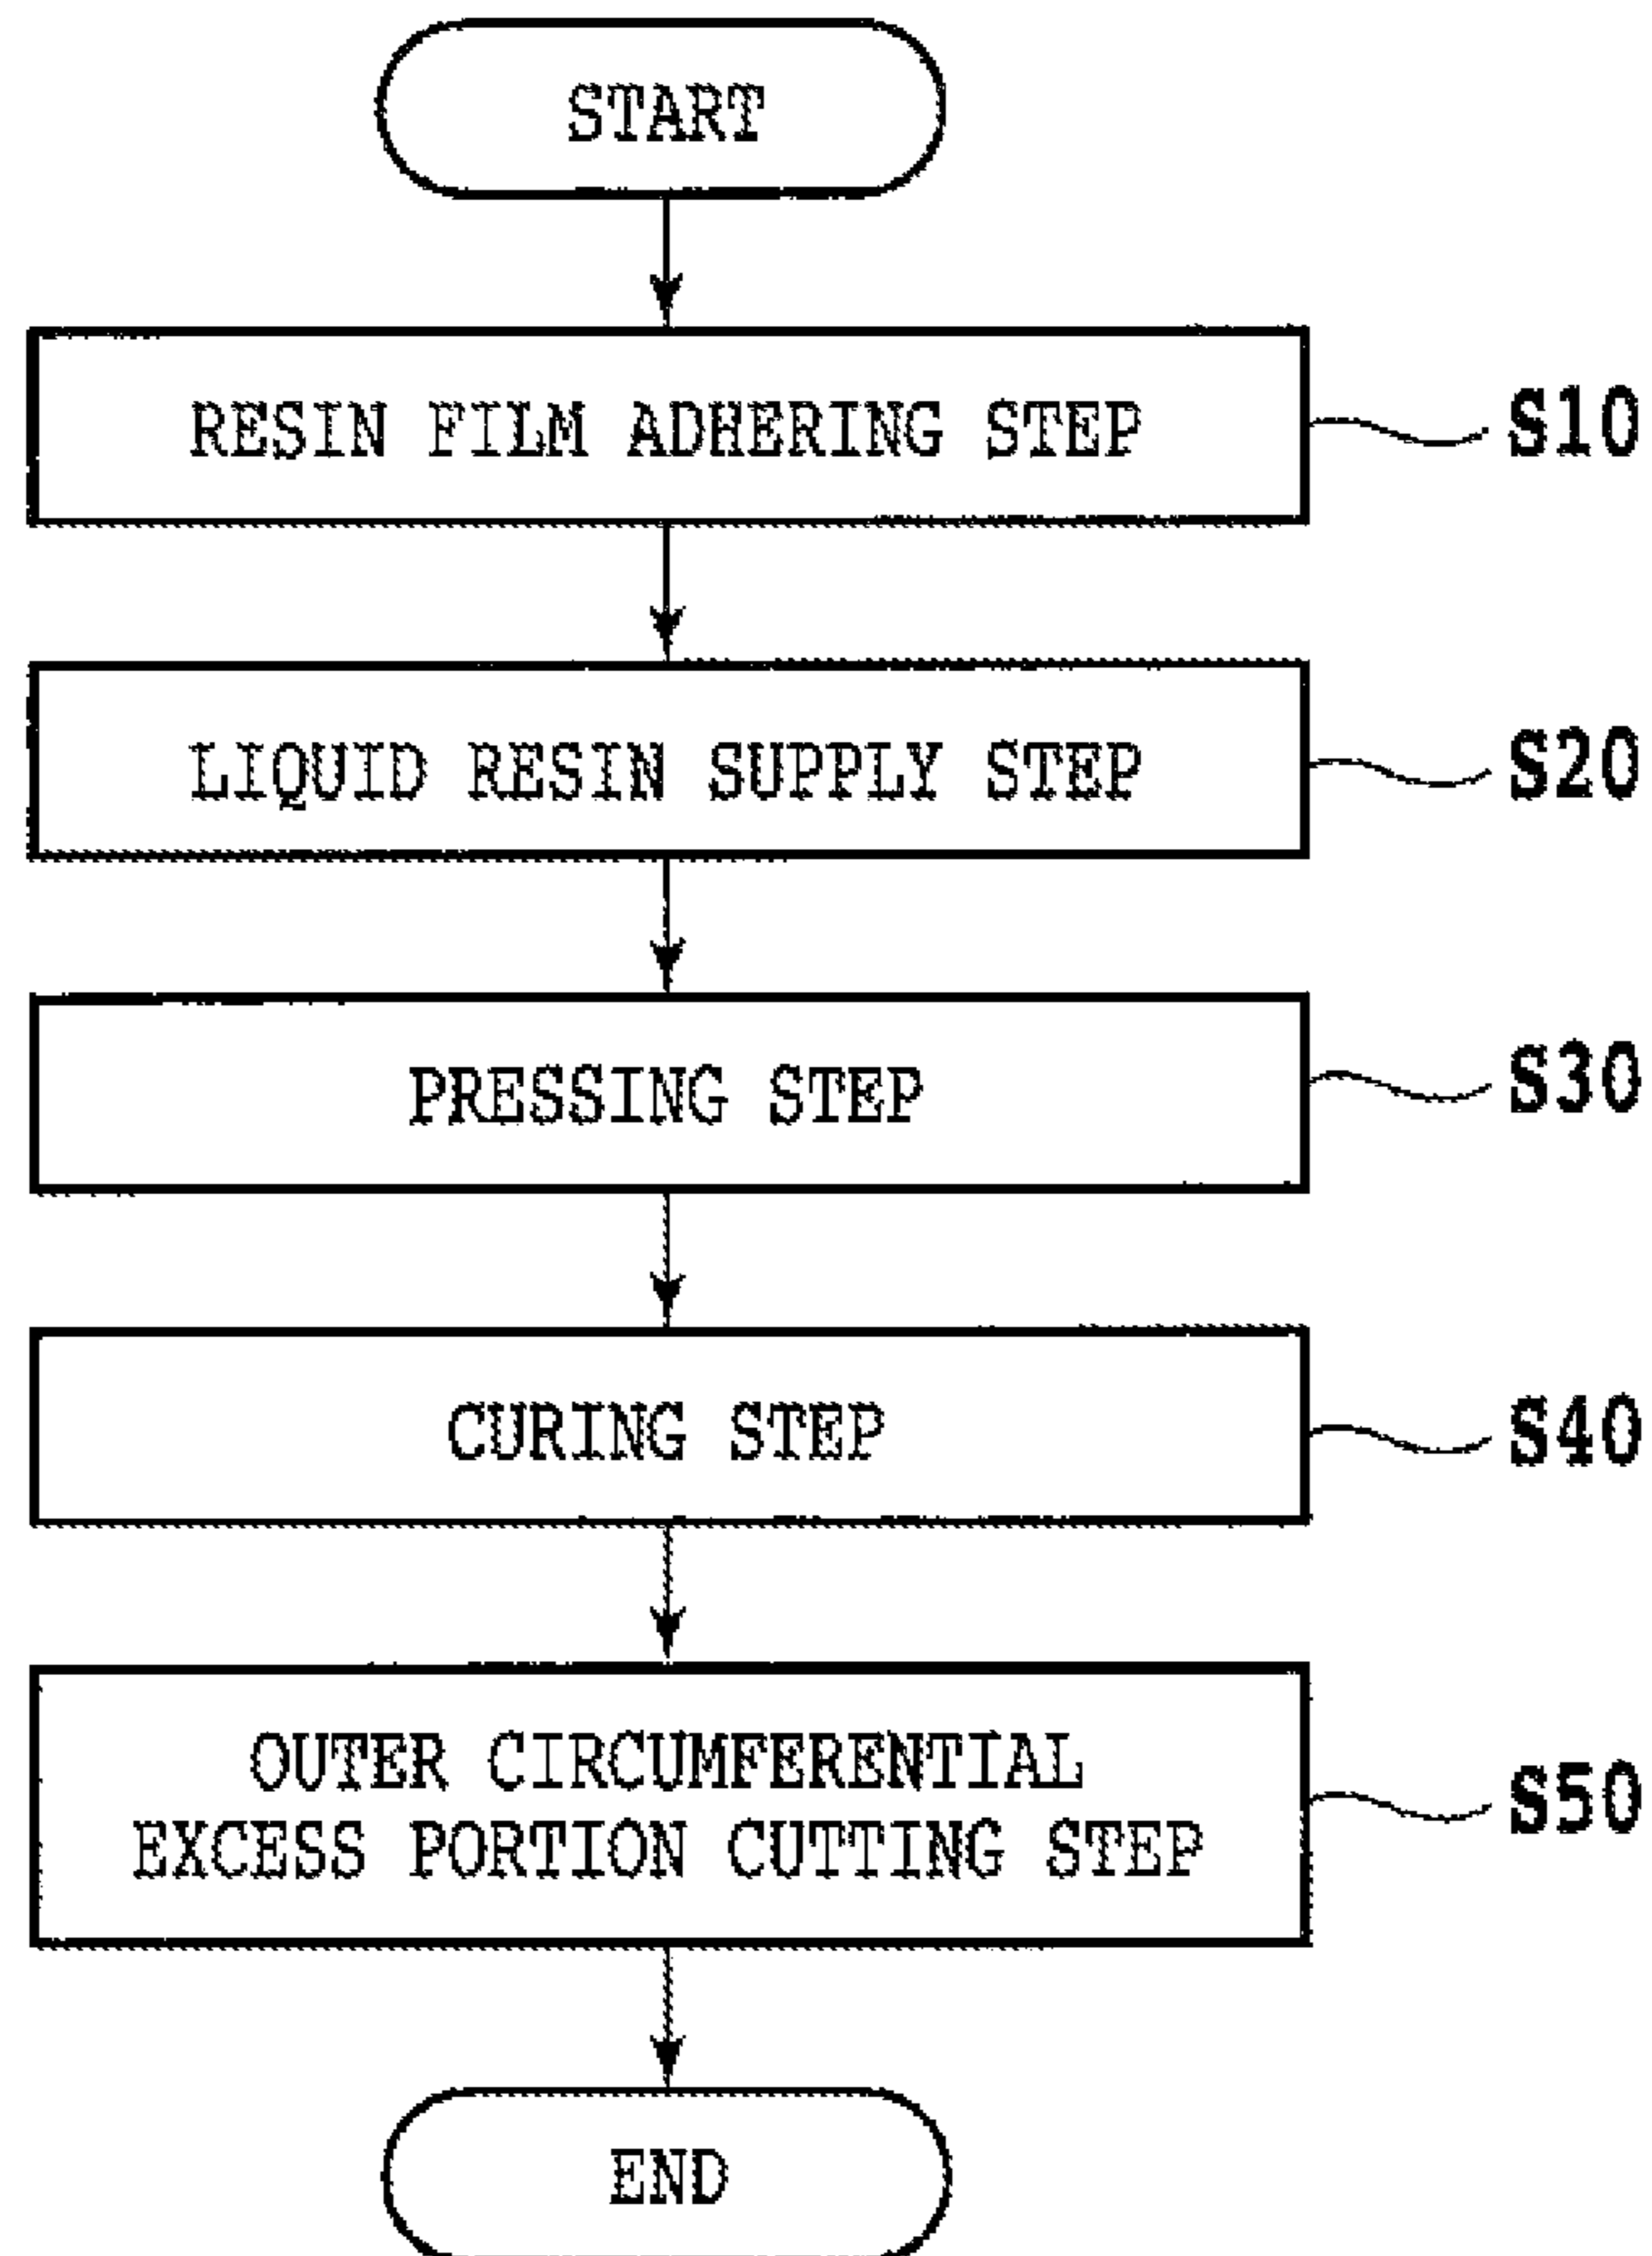 START
RESIN FILM ADHERING STEP
S10
LIQUID RESIN SUPPLY STEP
S20
PRESSING STEP
S30
CURING STEP
S40
OUTER CIRCUMFERENTIAL
EXCESS PORTION CUTTING STEP
S50
END